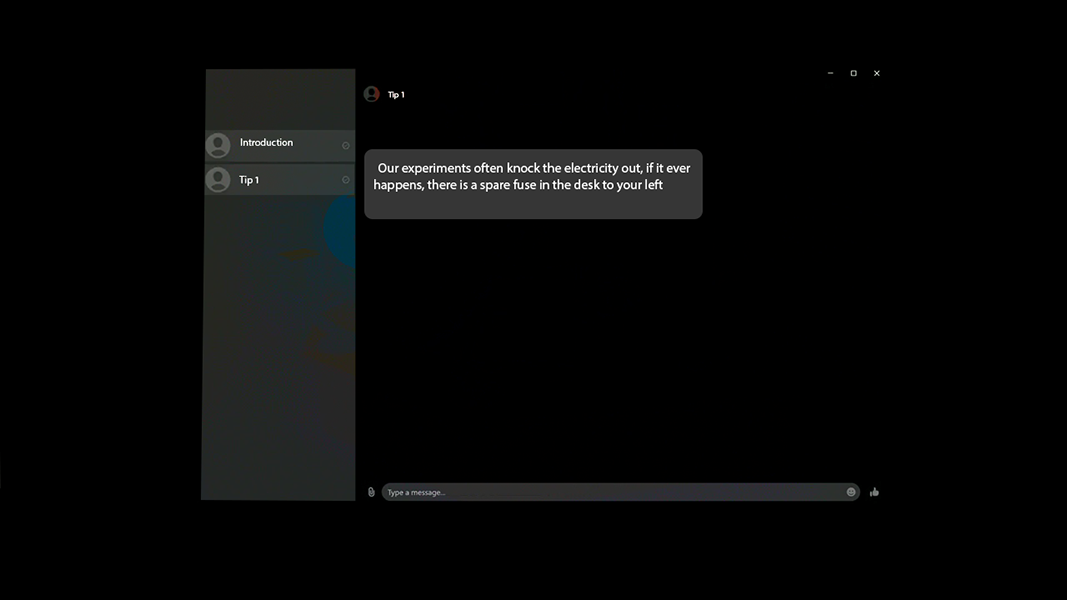 Tip 1
Introduction
Tip 1
Our experiments often knock the electricity out, if it ever
happens, there is a spare fuse in the desk to your left
Type a message...